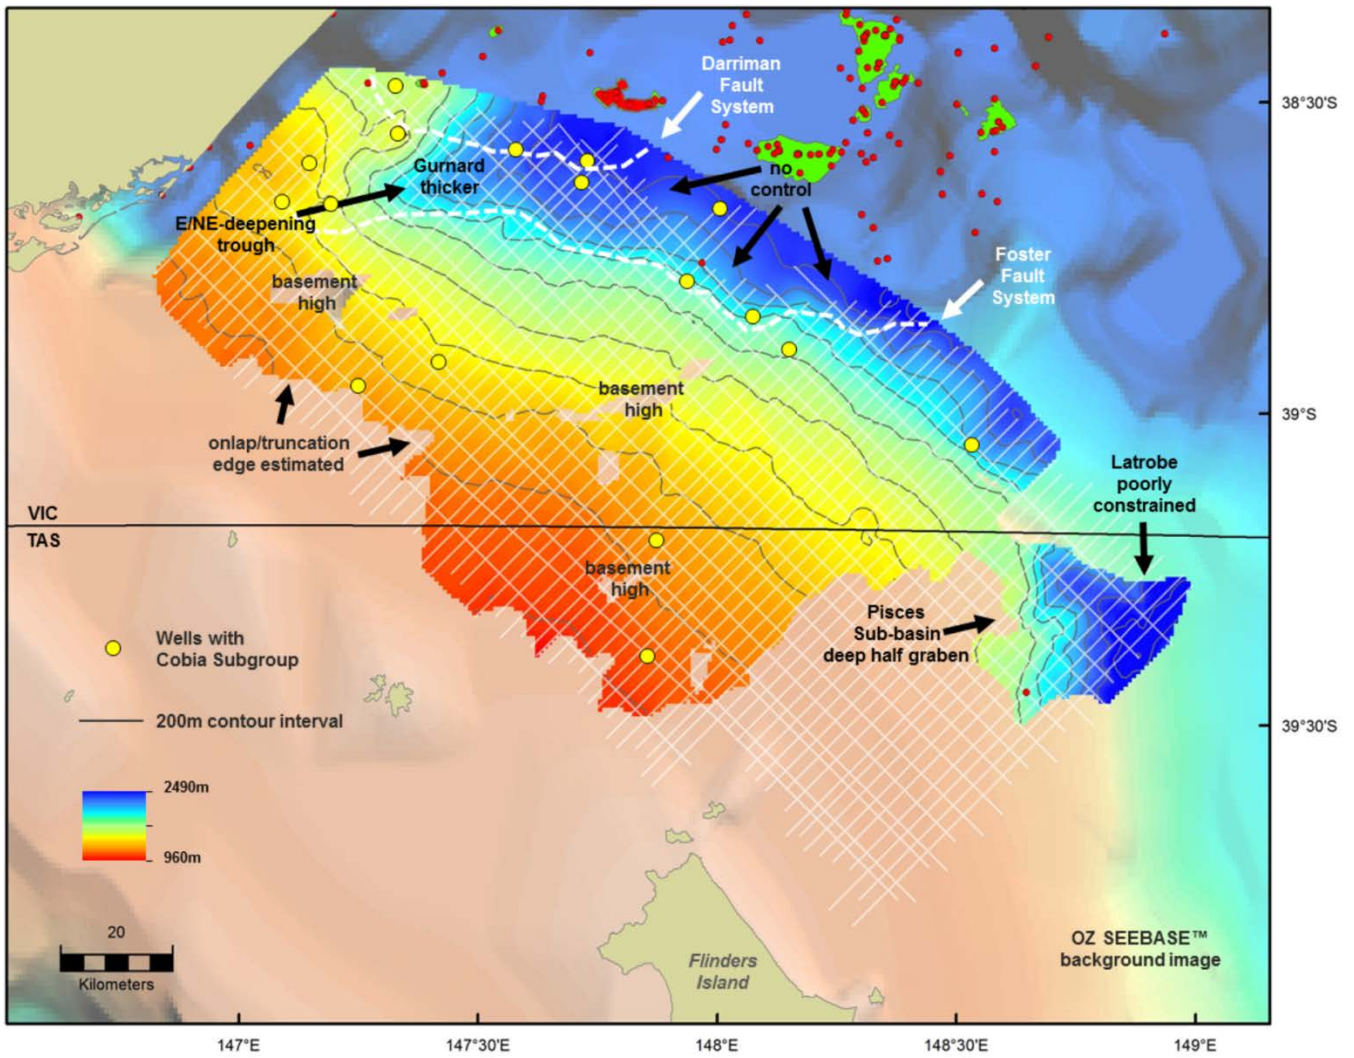 Darriman
Fault
System
38°30'S
no
control
Gurnard
thicker
E/NE-deepening
trough
Foster
Fault
System
basement
high
basement
high
39°S
onlap/truncation
edge estimated
Latrobe
poorly
constrained
VIC
TAS
basement
high
Pisces
Sub-basin
deep half graben
Wells with
Cobia Subgroup
200m contour interval
39°30'S
2490m
960m
20
Kilometers
Flinders
Island
OZ SEEBASE™
background image
147°E
147°30'E
148°E
148°30'E
149°E